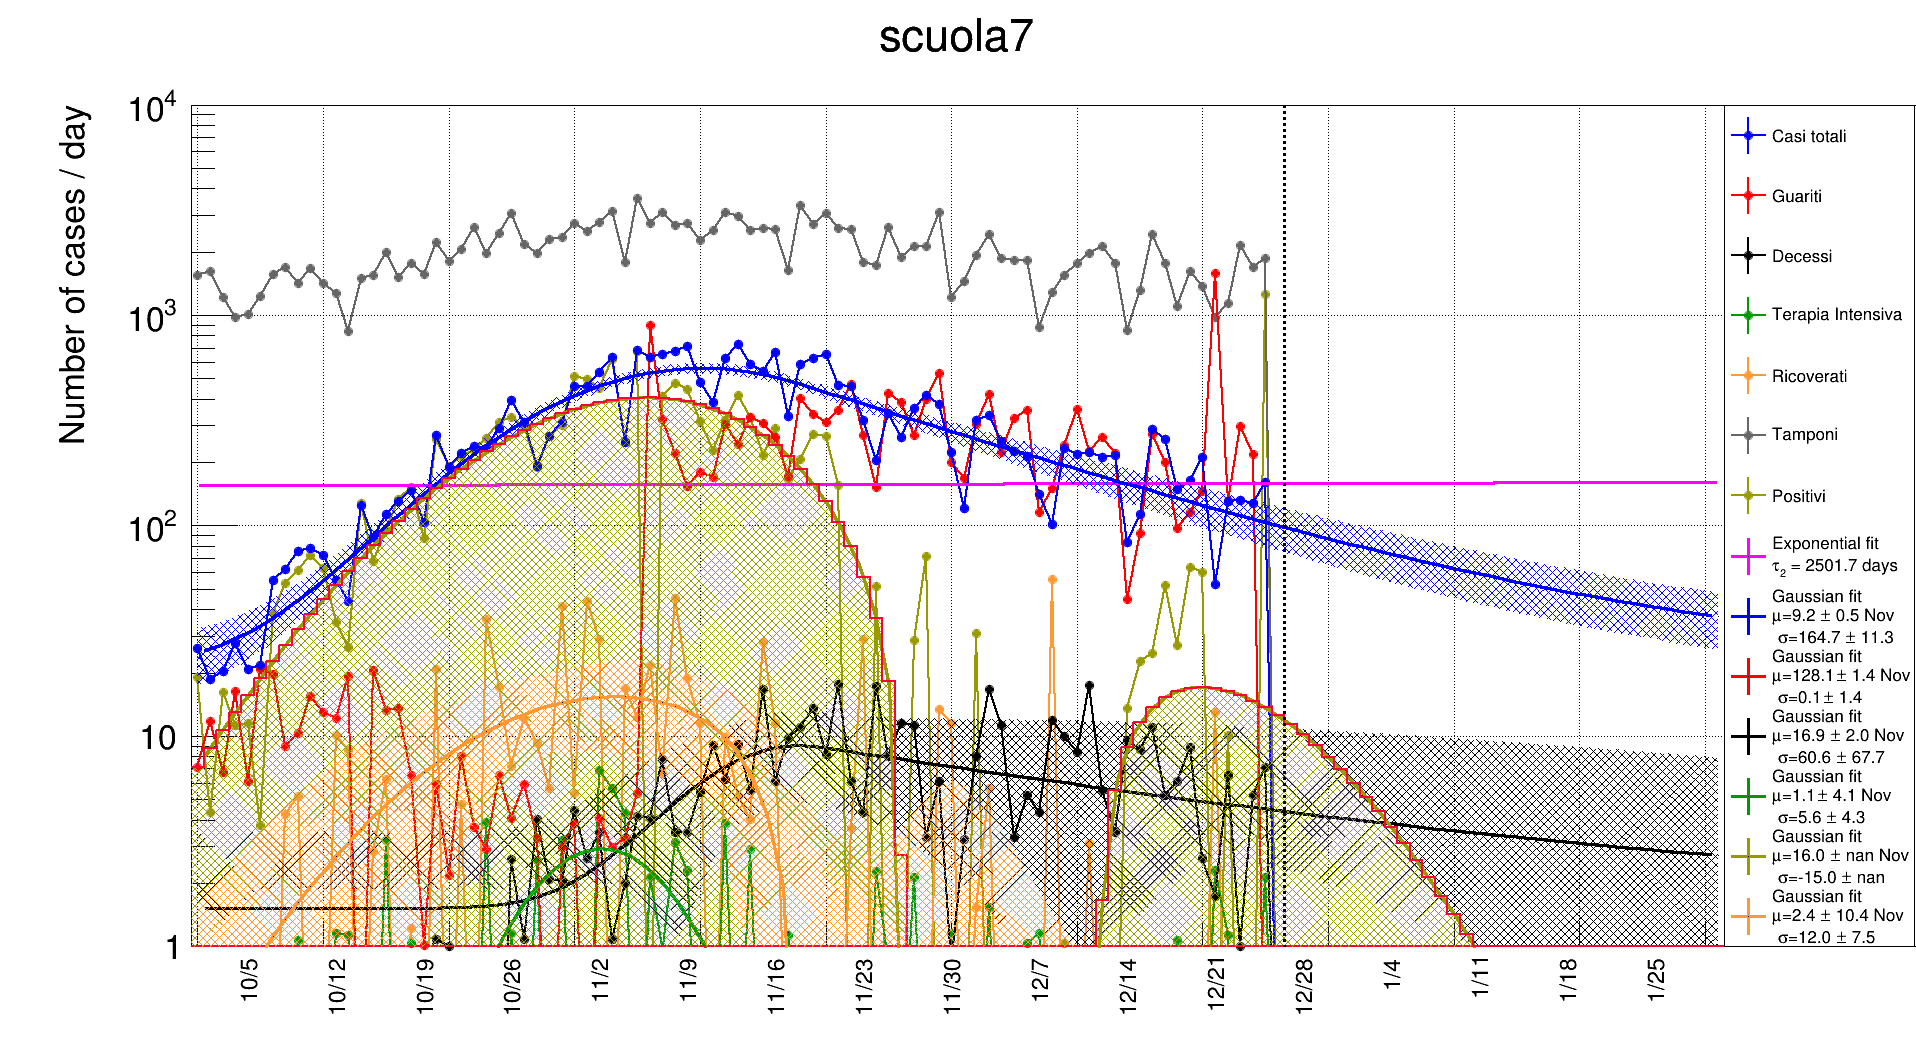 scuola7
Number of cases / day
10⁴
10³
10²
10
1
10/5
10/12
10/19
10/26
11/2
11/9
11/16
11/23
11/30
12/7
12/14
12/21
12/28
1/4
1/11
1/18
1/25
Casi totali
Guariti
Decessi
Terapia Intensiva
Ricoverati
Tamponi
Positivi
Exponential fit
τ₂ = 2501.7 days
Gaussian fit
μ=9.2 ± 0.5 Nov
σ=164.7 ± 11.3
Gaussian fit
μ=128.1 ± 1.4 Nov
σ=0.1 ± 1.4
Gaussian fit
μ=16.9 ± 2.0 Nov
σ=60.6 ± 67.7
Gaussian fit
μ=1.1 ± 4.1 Nov
σ=5.6 ± 4.3
Gaussian fit
μ=16.0 ± nan Nov
σ=-15.0 ± nan
Gaussian fit
μ=2.4 ± 10.4 Nov
σ=12.0 ± 7.5